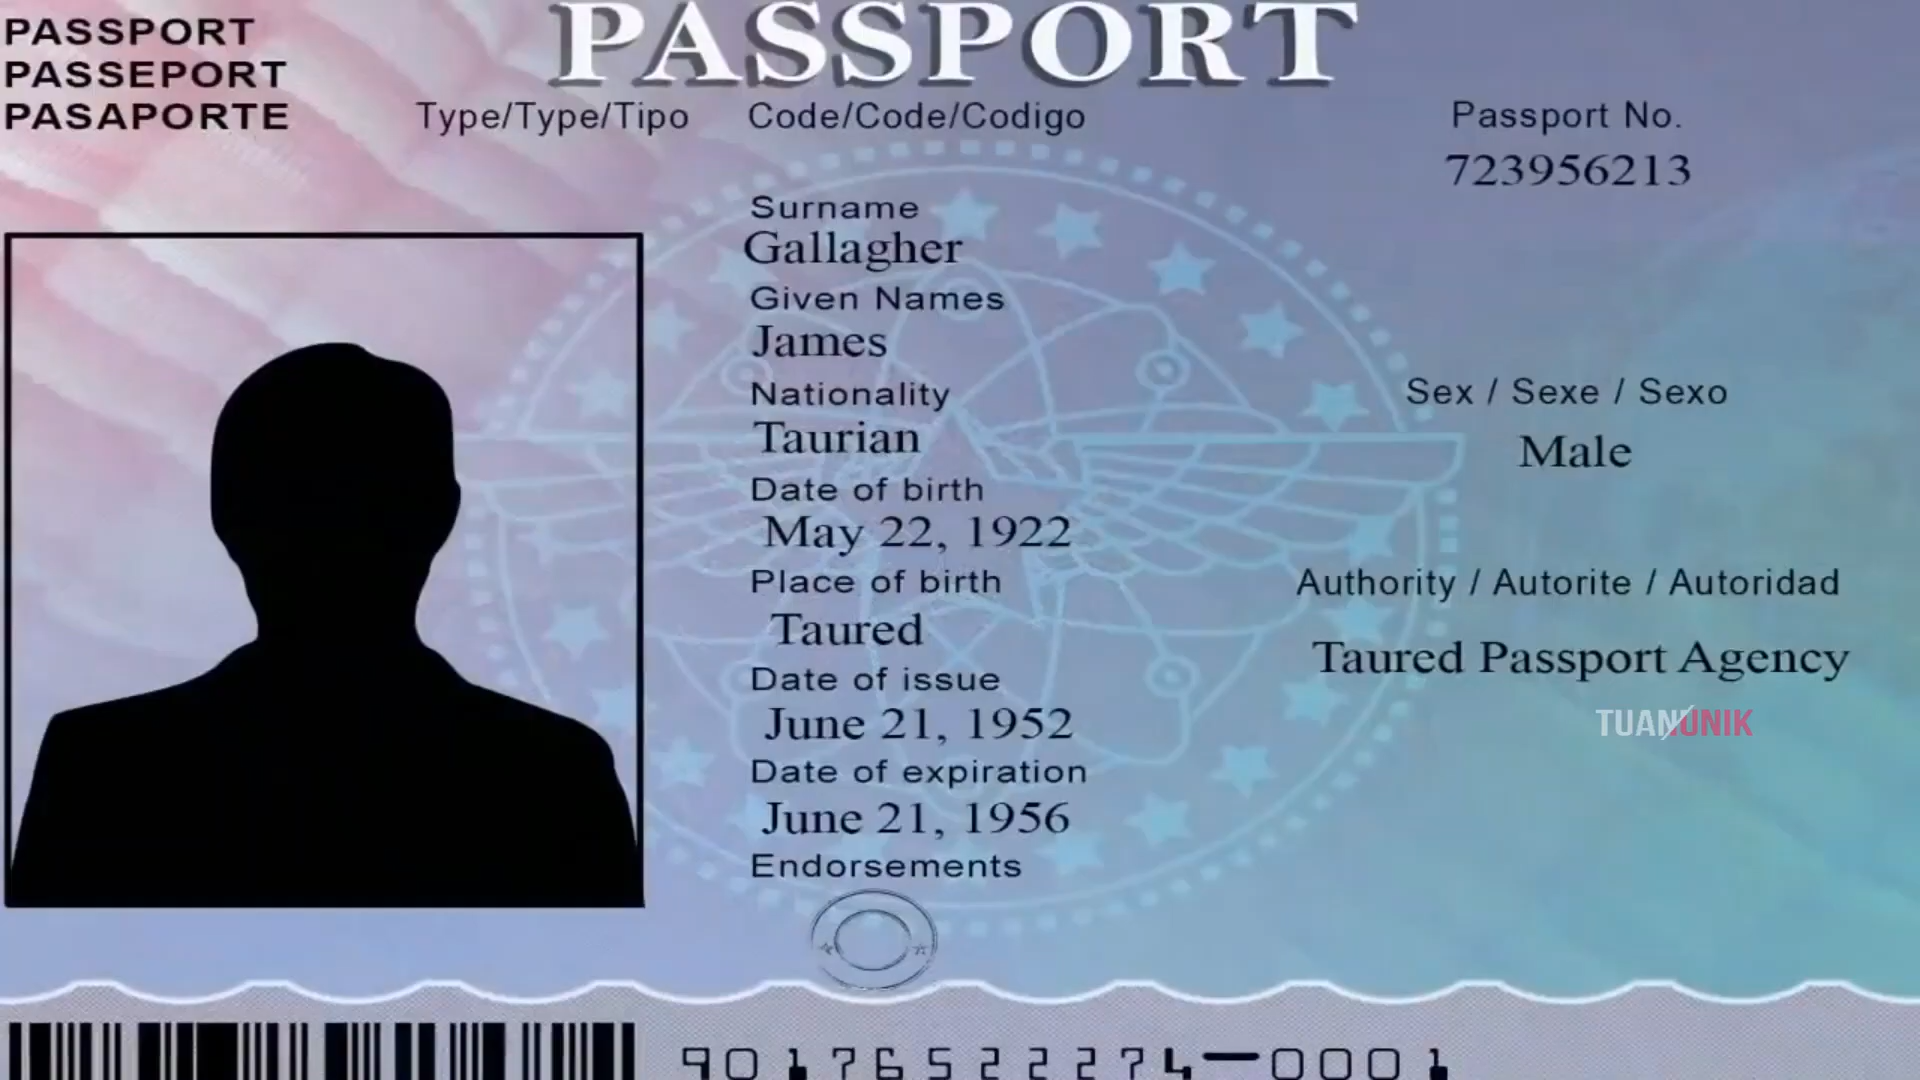 PASSPORT
PASSEPORT
PASAPORTE
PASSPORT
Type/Type/Tipo
Code/Code/Codigo
Passport No.
723956213
Surname
Gallagher
Given Names
James
Nationality
Taurian
Date of birth
May 22, 1922
Place of birth
Taured
Date of issue
June 21, 1952
Date of expiration
June 21, 1956
Endorsements
Sex / Sexe / Sexo
Male
Authority / Autorite / Autoridad
Taured Passport Agency
TUANUNIK
90176522274-0001